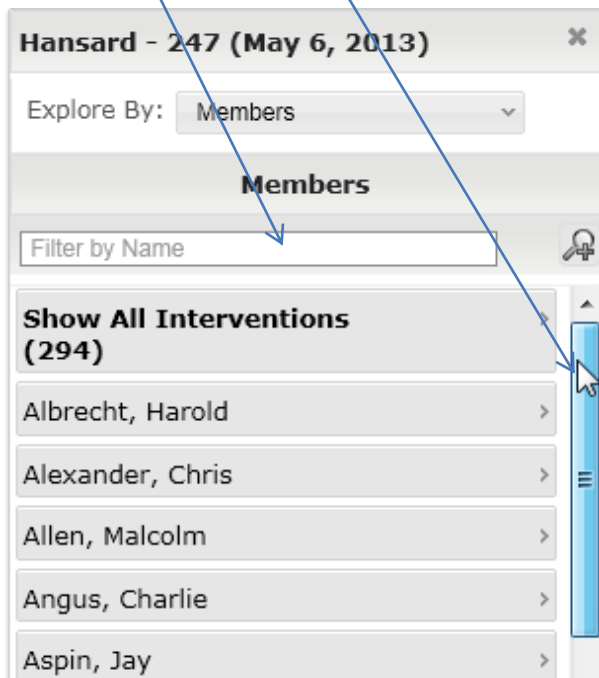 Hansard - 247 (May 6, 2013)
Explore By: Members
Members
Filter by Name
Show All Interventions
(294)
Albrecht, Harold
Alexander, Chris
Allen, Malcolm
Angus, Charlie
Aspin, Jay